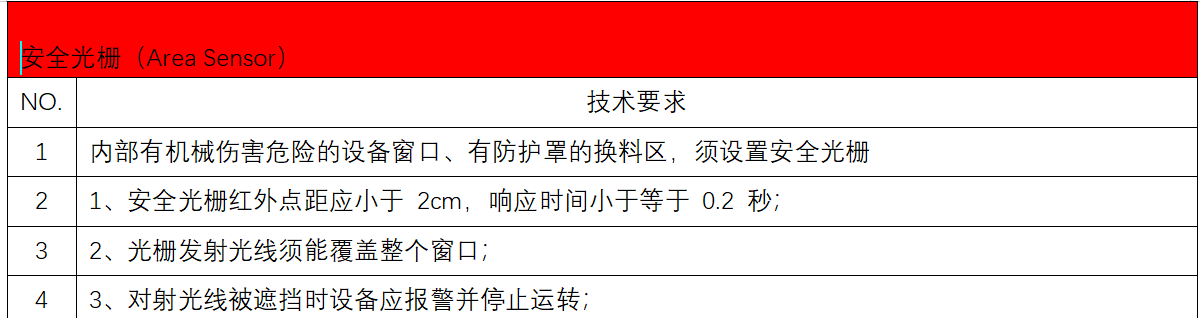 安全光栅（Area Sensor）
NO. 技术要求
1 内部有机械伤害危险的设备窗口、有防护罩的换料区，须设置安全光栅
2 1、安全光栅红外点距应小于 2cm，响应时间小于等于 0.2 秒；
3 2、光栅发射光线须能覆盖整个窗口；
4 3、对射光线被遮挡时设备应报警并停止运转；